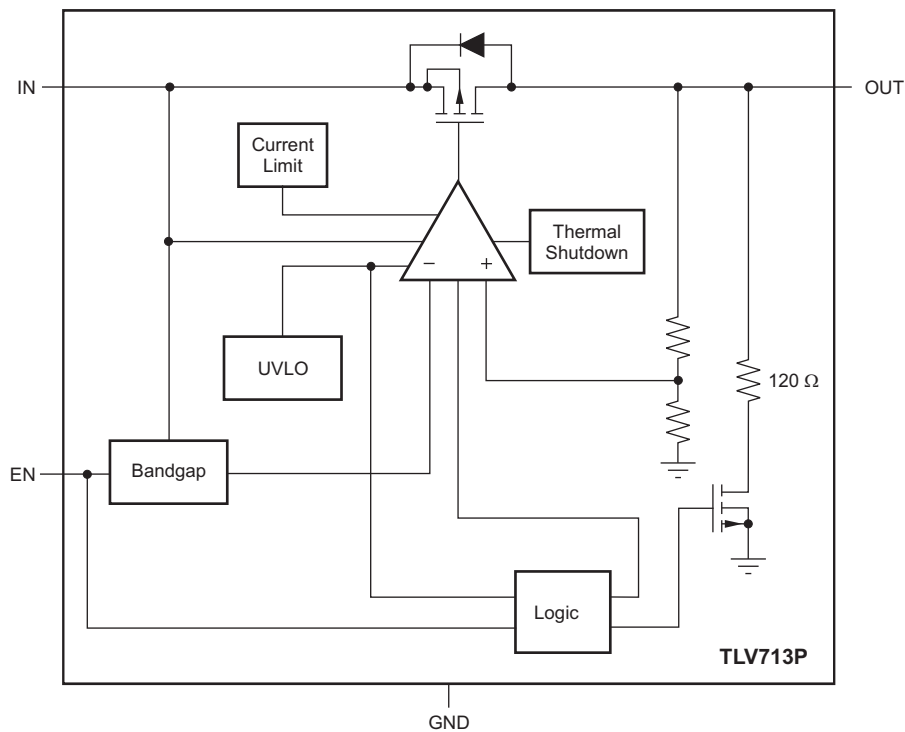 IN
OUT
Current
Limit
Thermal
Shutdown
− +
UVLO
120 Ω
EN
Bandgap
Logic
TLV713P
GND